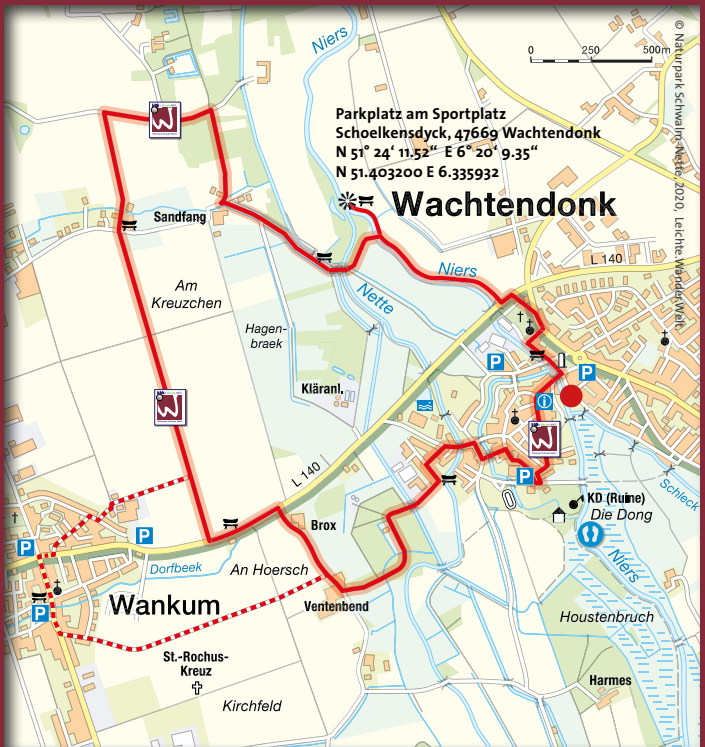 © Naturpark Schwalm-Nette, 2020, Leichte.Wander.Welt.
Niers
0 250 500m
Parkplatz am Sportplatz
Schoelkensdyck, 47669 Wachtendonk
N 51° 24‘ 11.52“ E 6° 20‘ 9.35“
N 51.403200 E 6.335932
Wachtendonk
Sandfang
L 140
Niers
Nette
Am
Kreuzchen
Hagen-
braek
P
P
Kläranl.
i
W
W
W
L 140
P
KD (Ruine)
Die Dong
Schleck
Brox
P
P
Dorfbeek
An Hoersch
Niers
Wankum
P
Ventenbend
Houstenbruch
St.-Rochus-
Kreuz
Harmes
Kirchfeld